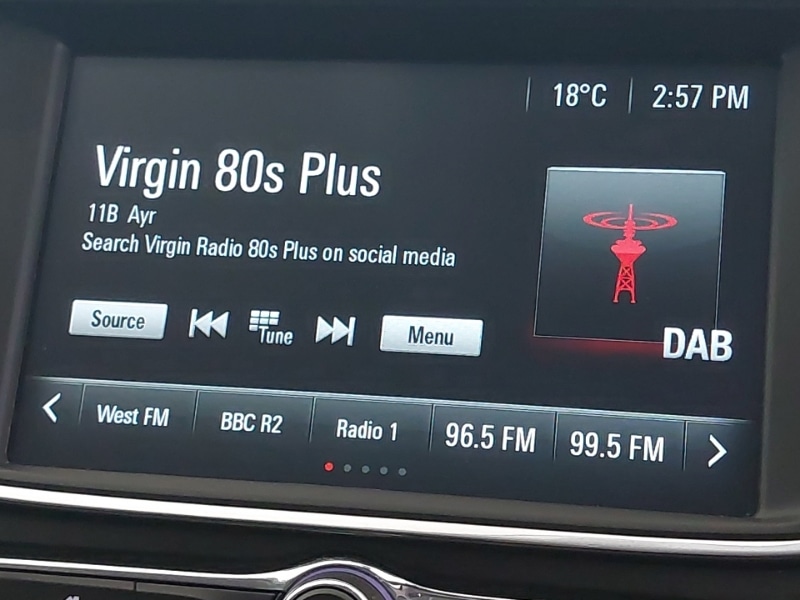 18°C 2:57 PM
Virgin 80s Plus
11B Ayr
Search Virgin Radio 80s Plus on social media
Source Tune Menu
DAB
West FM BBC R2 Radio 1 96.5 FM 99.5 FM